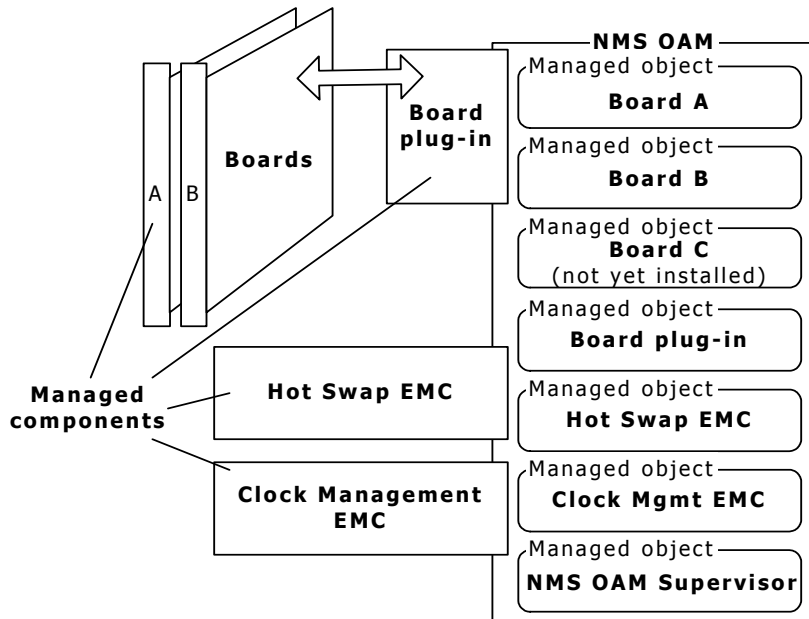 NMS OAM
Managed object
Board A
Managed object
Board B
Managed object
Board C
(not yet installed)
Managed object
Board plug-in
Managed object
Hot Swap EMC
Managed object
Clock Mgmt EMC
Managed object
NMS OAM Supervisor
Board
plug-in
Boards
A
B
Managed
components
Hot Swap EMC
Clock Management
EMC